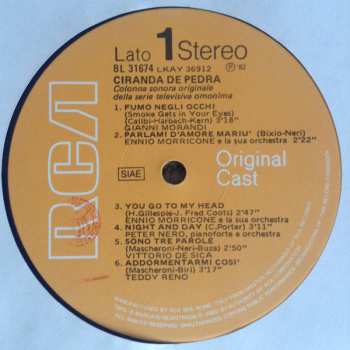 Lato 1 Stereo
BL 31674 LKAY 36912 Ⓟ '82
CIRANDA DE PEDRA
Colonna sonora originale
della serie televisiva omonima
1. FUMO NEGLI OCCHI
(Smoke Gets in Your Eyes)
(Calibi-Harbach-Kern) 3'18"
GIANNI MORANDI
2. PARLAMI D'AMORE MARIU' (Bixio-Neri)
ENNIO MORRICONE e la sua orchestra 2'22"
RCA
SIAE
Original
Cast
3. YOU GO TO MY HEAD
(H.Gillespie-J. Fred Coots) 2'47"
ENNIO MORRICONE e la sua orchestra
4. NIGHT AND DAY (C.Porter) 3'11"
PETER NERO, pianoforte e orchestra
5. SONO TRE PAROLE
(Mascheroni-Neri-Buza) 2'50"
VITTORIO DE SICA
6. ADDORMENTARMI COSI'
(Mascheroni-Biri) 3'17"
TEDDY RENO